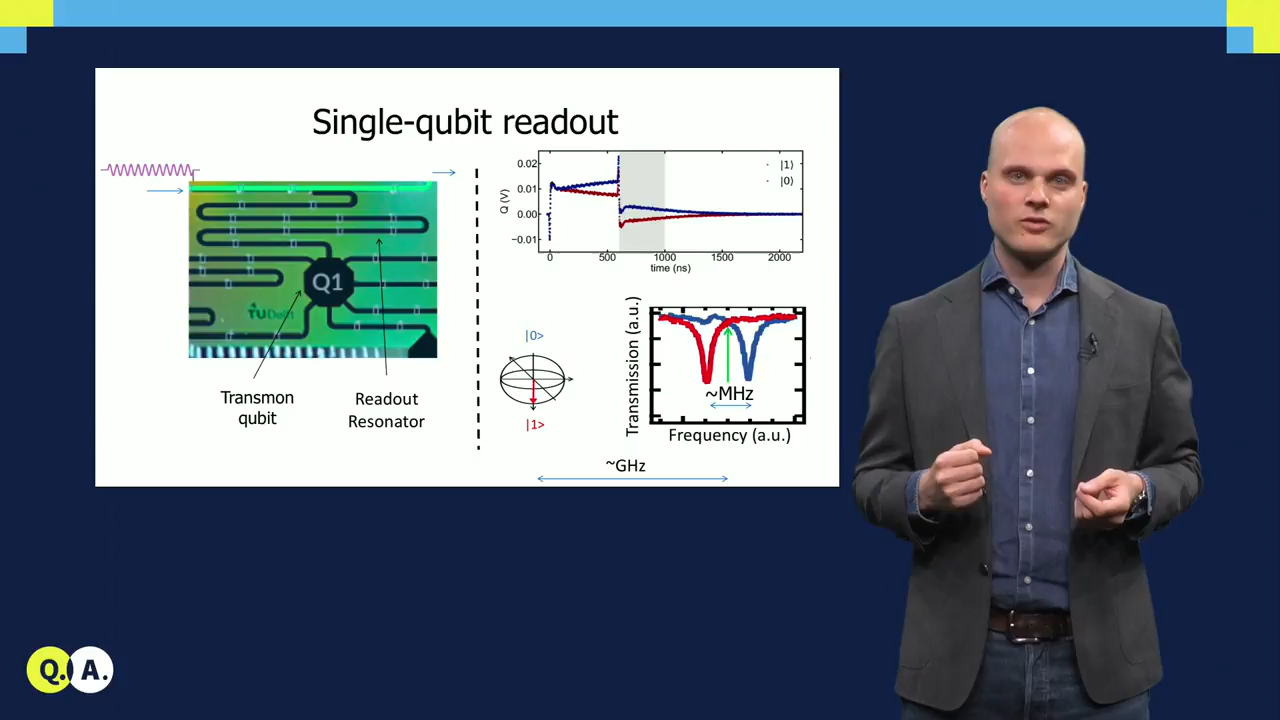 Single-qubit readout
Q1
TUDelft
Transmon
qubit
Readout
Resonator
0.02
0.01
0.00
−0.01
Q (V)
|1⟩
|0⟩
0
500
1000
1500
2000
time (ns)
|0>
|1>
Transmission (a.u.)
~MHz
Frequency (a.u.)
~GHz
Q. A.